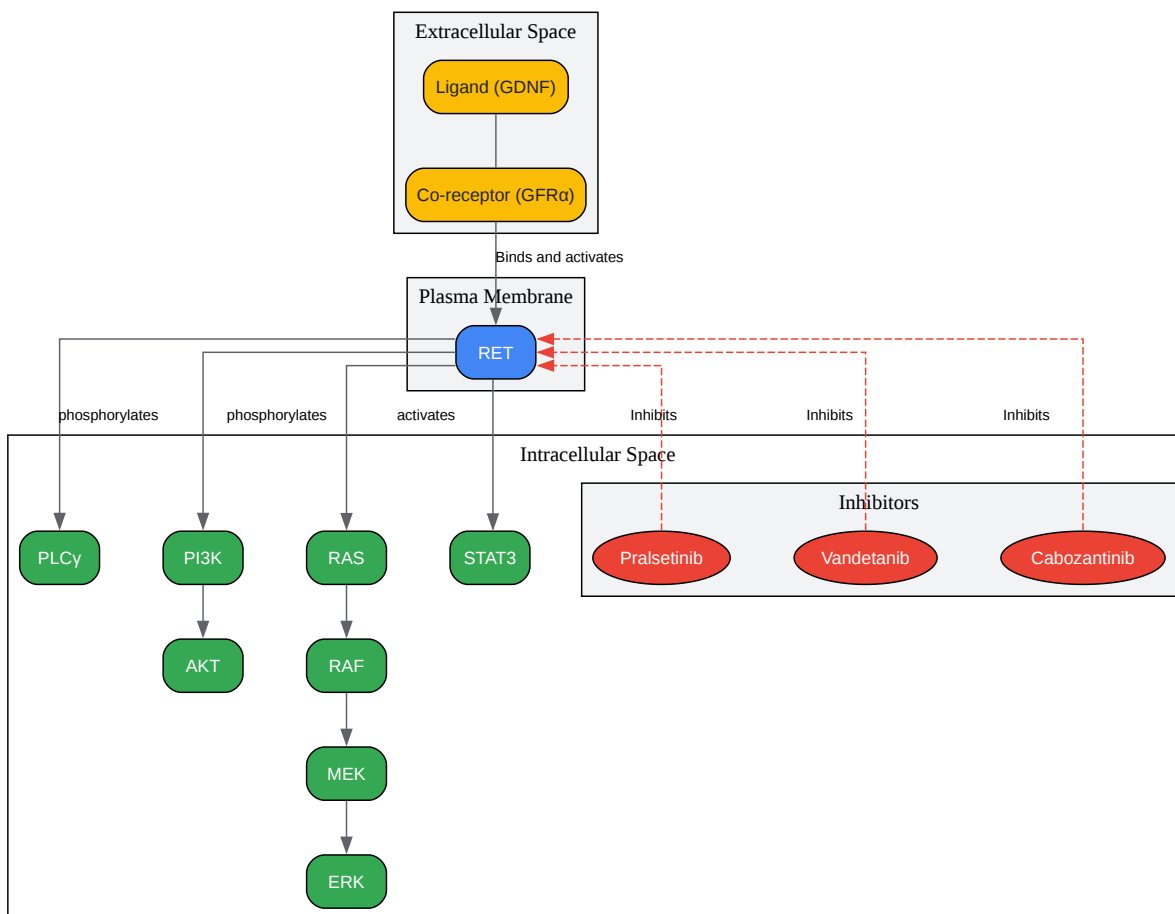 Extracellular Space
Ligand (GDNF)
Co-receptor (GFRα)
Binds and activates
Plasma Membrane
RET
phosphorylates
phosphorylates
activates
Inhibits
Inhibits
Inhibits
Intracellular Space
Inhibitors
PLCγ
PI3K
RAS
STAT3
Pralsetinib
Vandetanib
Cabozantinib
AKT
RAF
MEK
ERK